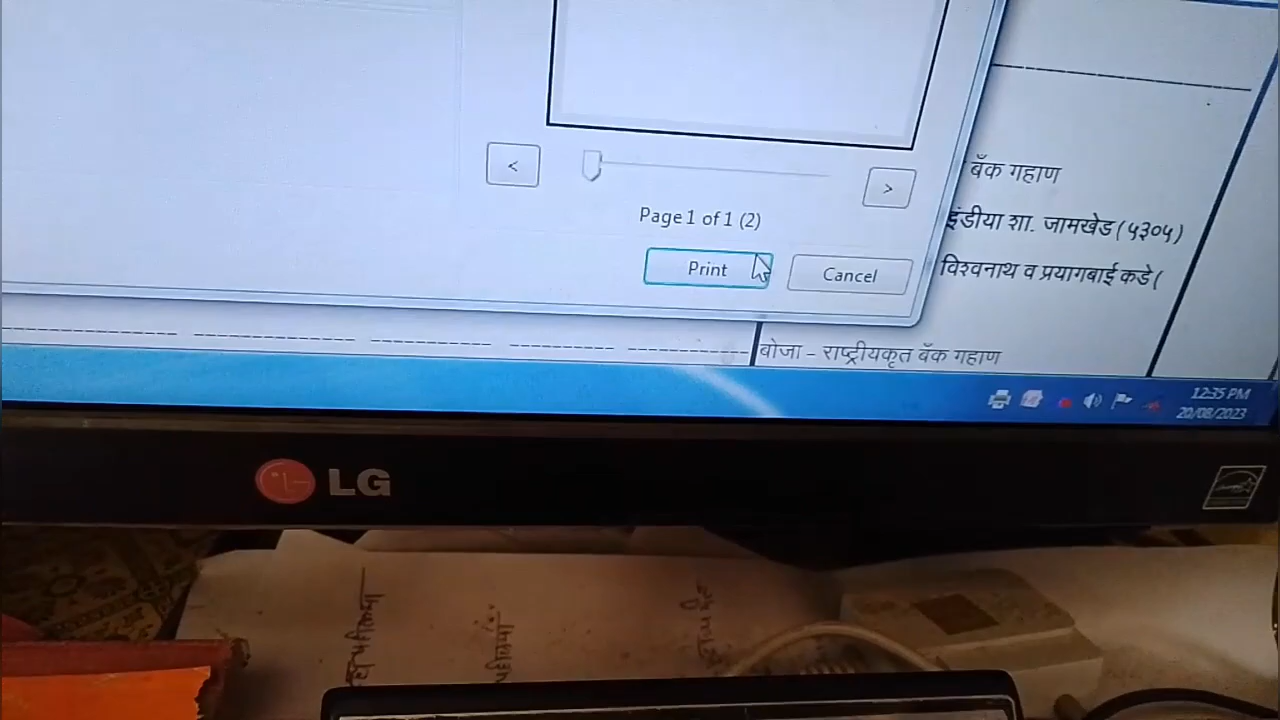 <
>
बँक गहाण
Page 1 of 1 (2)
इंडीया शा. जामखेड (५३०५)
Print
Cancel
विश्वनाथ व प्रयागबाई कडे(
बोजा - राष्ट्रीयकृत बँक गहाण
12:35 PM
20/08/2023
LG